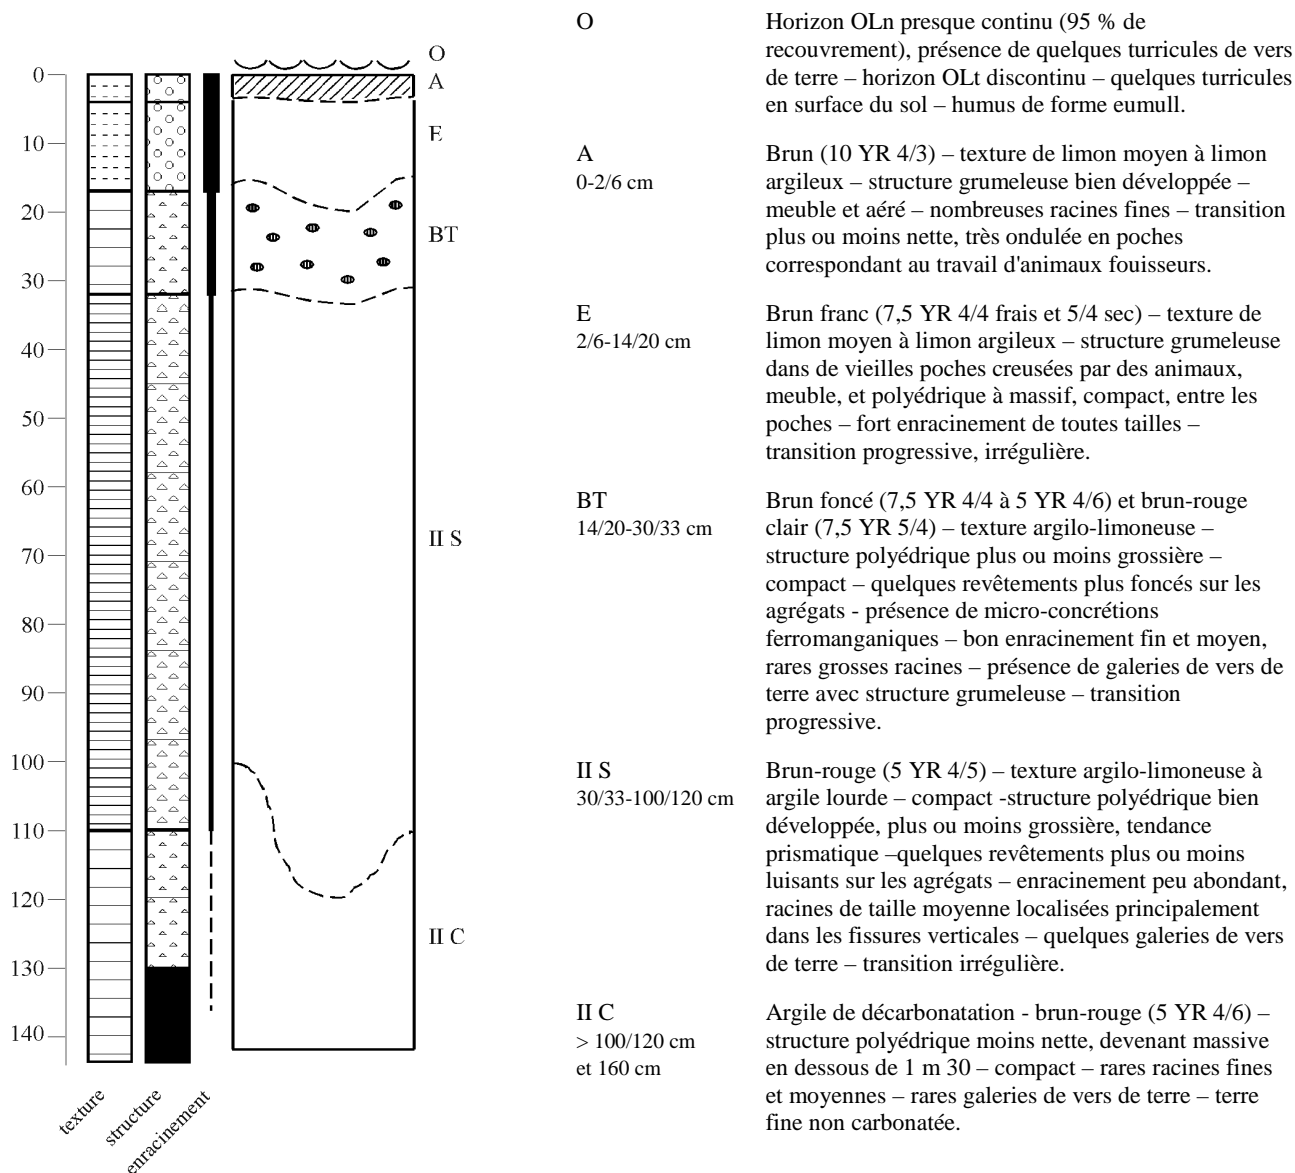 O
A
E
BT
II S
II C
0
10
20
30
40
50
60
70
80
90
100
110
120
130
140
texture
structure
enracinement
O
Horizon OLn presque continu (95 % de
recouvrement), présence de quelques turricules de vers
de terre – horizon OLt discontinu – quelques turricules
en surface du sol – humus de forme eumull.
A
0-2/6 cm
Brun (10 YR 4/3) – texture de limon moyen à limon
argileux – structure grumeleuse bien développée –
meuble et aéré – nombreuses racines fines – transition
plus ou moins nette, très ondulée en poches
correspondant au travail d'animaux fouisseurs.
E
2/6-14/20 cm
Brun franc (7,5 YR 4/4 frais et 5/4 sec) – texture de
limon moyen à limon argileux – structure grumeleuse
dans de vieilles poches creusées par des animaux,
meuble, et polyédrique à massif, compact, entre les
poches – fort enracinement de toutes tailles –
transition progressive, irrégulière.
BT
14/20-30/33 cm
Brun foncé (7,5 YR 4/4 à 5 YR 4/6) et brun-rouge
clair (7,5 YR 5/4) – texture argilo-limoneuse –
structure polyédrique plus ou moins grossière –
compact – quelques revêtements plus foncés sur les
agrégats - présence de micro-concrétions
ferromanganiques – bon enracinement fin et moyen,
rares grosses racines – présence de galeries de vers de
terre avec structure grumeleuse – transition
progressive.
II S
30/33-100/120 cm
Brun-rouge (5 YR 4/5) – texture argilo-limoneuse à
argile lourde – compact -structure polyédrique bien
développée, plus ou moins grossière, tendance
prismatique –quelques revêtements plus ou moins
luisants sur les agrégats – enracinement peu abondant,
racines de taille moyenne localisées principalement
dans les fissures verticales – quelques galeries de vers
de terre – transition irrégulière.
II C
> 100/120 cm
et 160 cm
Argile de décarbonatation - brun-rouge (5 YR 4/6) –
structure polyédrique moins nette, devenant massive
en dessous de 1 m 30 – compact – rares racines fines
et moyennes – rares galeries de vers de terre – terre
fine non carbonatée.